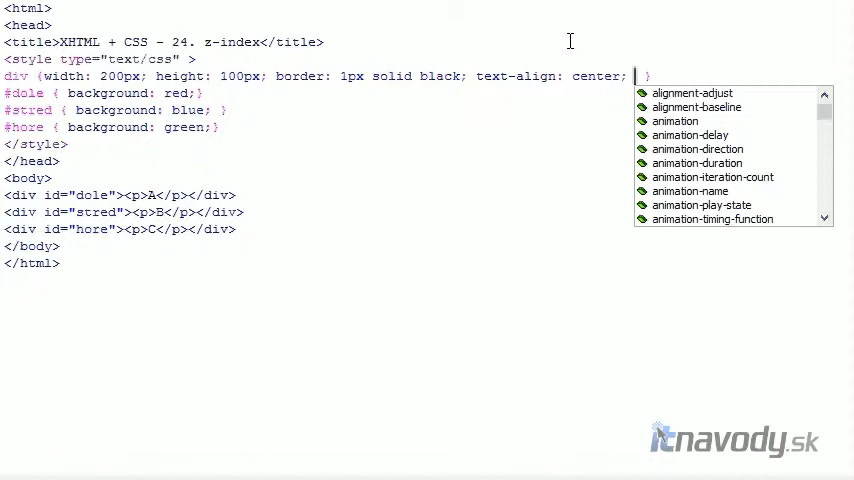 <html>
<head>
<title>XHTML + CSS - 24. z-index</title>
<style type="text/css" >
div {width: 200px; height: 100px; border: 1px solid black; text-align: center; }
#dole { background: red;}
#stred { background: blue; }
#hore { background: green;}
</style>
</head>
<body>
<div id="dole"><p>A</p></div>
<div id="stred"><p>B</p></div>
<div id="hore"><p>C</p></div>
</body>
</html>
alignment-adjust
alignment-baseline
animation
animation-delay
animation-direction
animation-duration
animation-iteration-count
animation-name
animation-play-state
animation-timing-function
itnavody.sk